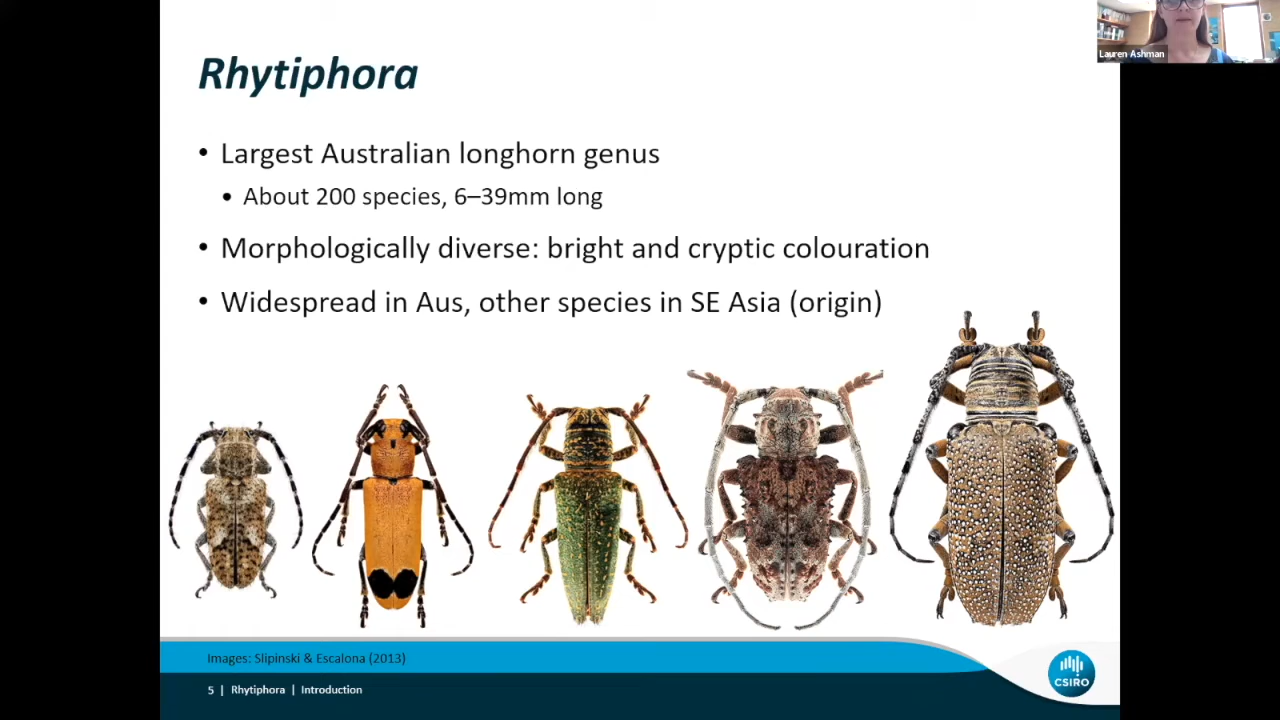 Lauren Ashman
Rhytiphora
• Largest Australian longhorn genus
• About 200 species, 6–39mm long
• Morphologically diverse: bright and cryptic colouration
• Widespread in Aus, other species in SE Asia (origin)
Images: Slipinski & Escalona (2013)
5 | Rhytiphora | Introduction
CSIRO